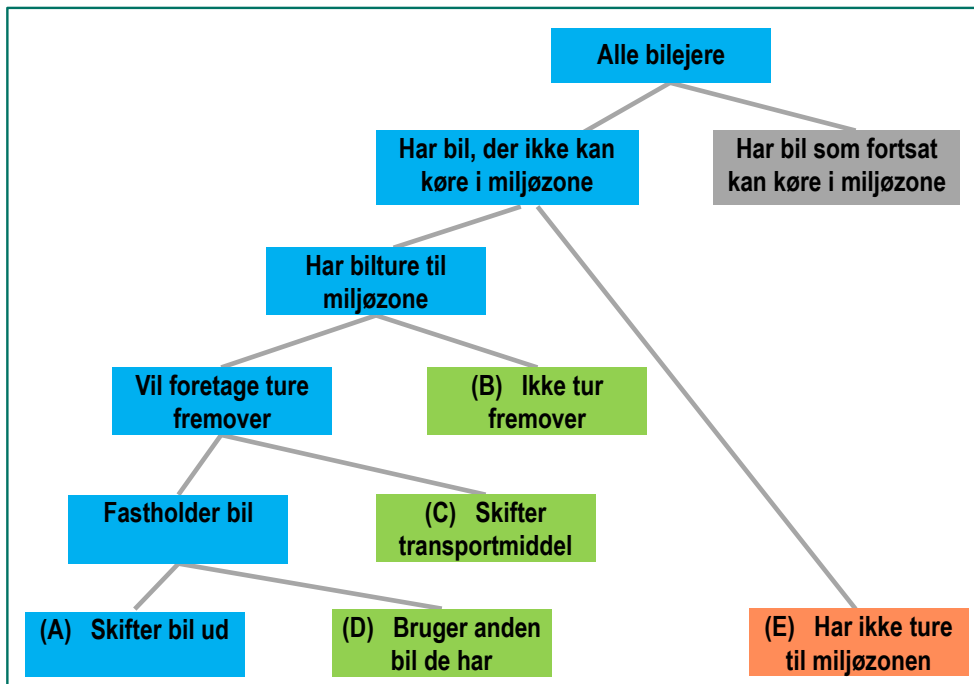 Alle bilejere
Har bil, der ikke kan
køre i miljøzone
Har bil som fortsat
kan køre i miljøzone
Har bilture til
miljøzone
Vil foretage ture
fremover
(B) Ikke tur
fremover
Fastholder bil
(C) Skifter
transportmiddel
(A) Skifter bil ud
(D) Bruger anden
bil de har
(E) Har ikke ture
til miljøzonen